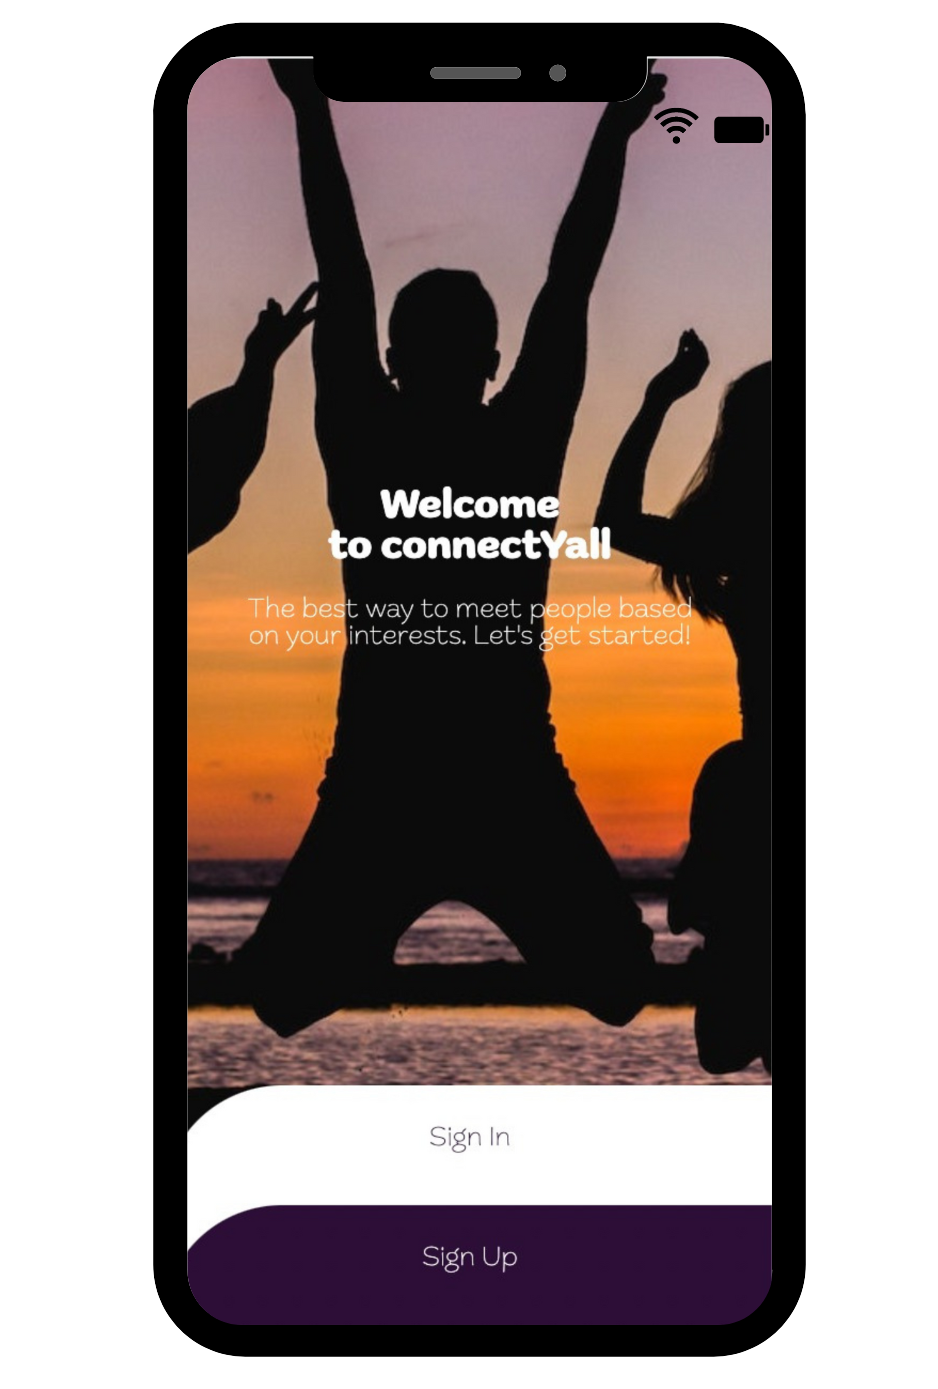 Welcome
to connectYall
The best way to meet people based
on your interests. Let's get started!
Sign In
Sign Up